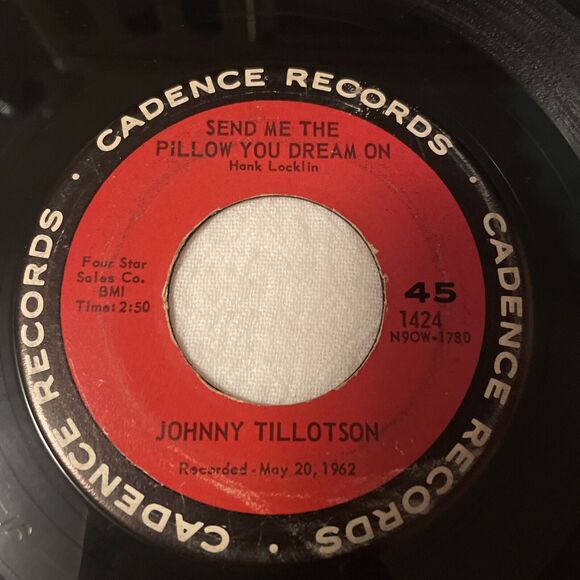 CADENCE RECORDS · CADENCE RECORDS · CADENCE RECORDS ·
SEND ME THE
PILLOW YOU DREAM ON
Hank Locklin
Four Star
Sales Co.
BMI
Time: 2:50
45
1424
N9OW-1780
JOHNNY TILLOTSON
Recorded - May 20, 1962